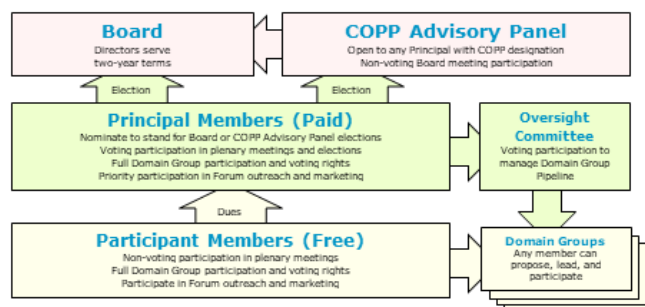 Board
Directors serve
two-year terms
COPP Advisory Panel
Open to any Principal with COPP designation
Non-voting Board meeting participation
Election
Election
Principal Members (Paid)
Nominate to stand for Board or COPP Advisory Panel elections
Voting participation in plenary meetings and elections
Full Domain Group participation and voting rights
Priority participation in Forum outreach and marketing
Oversight
Committee
Voting participation to
manage Domain Group
Pipeline
Dues
Participant Members (Free)
Non-voting participation in plenary meetings
Full Domain Group participation and voting rights
Participate in Forum outreach and marketing
Domain Groups
Any member can
propose, lead, and
participate